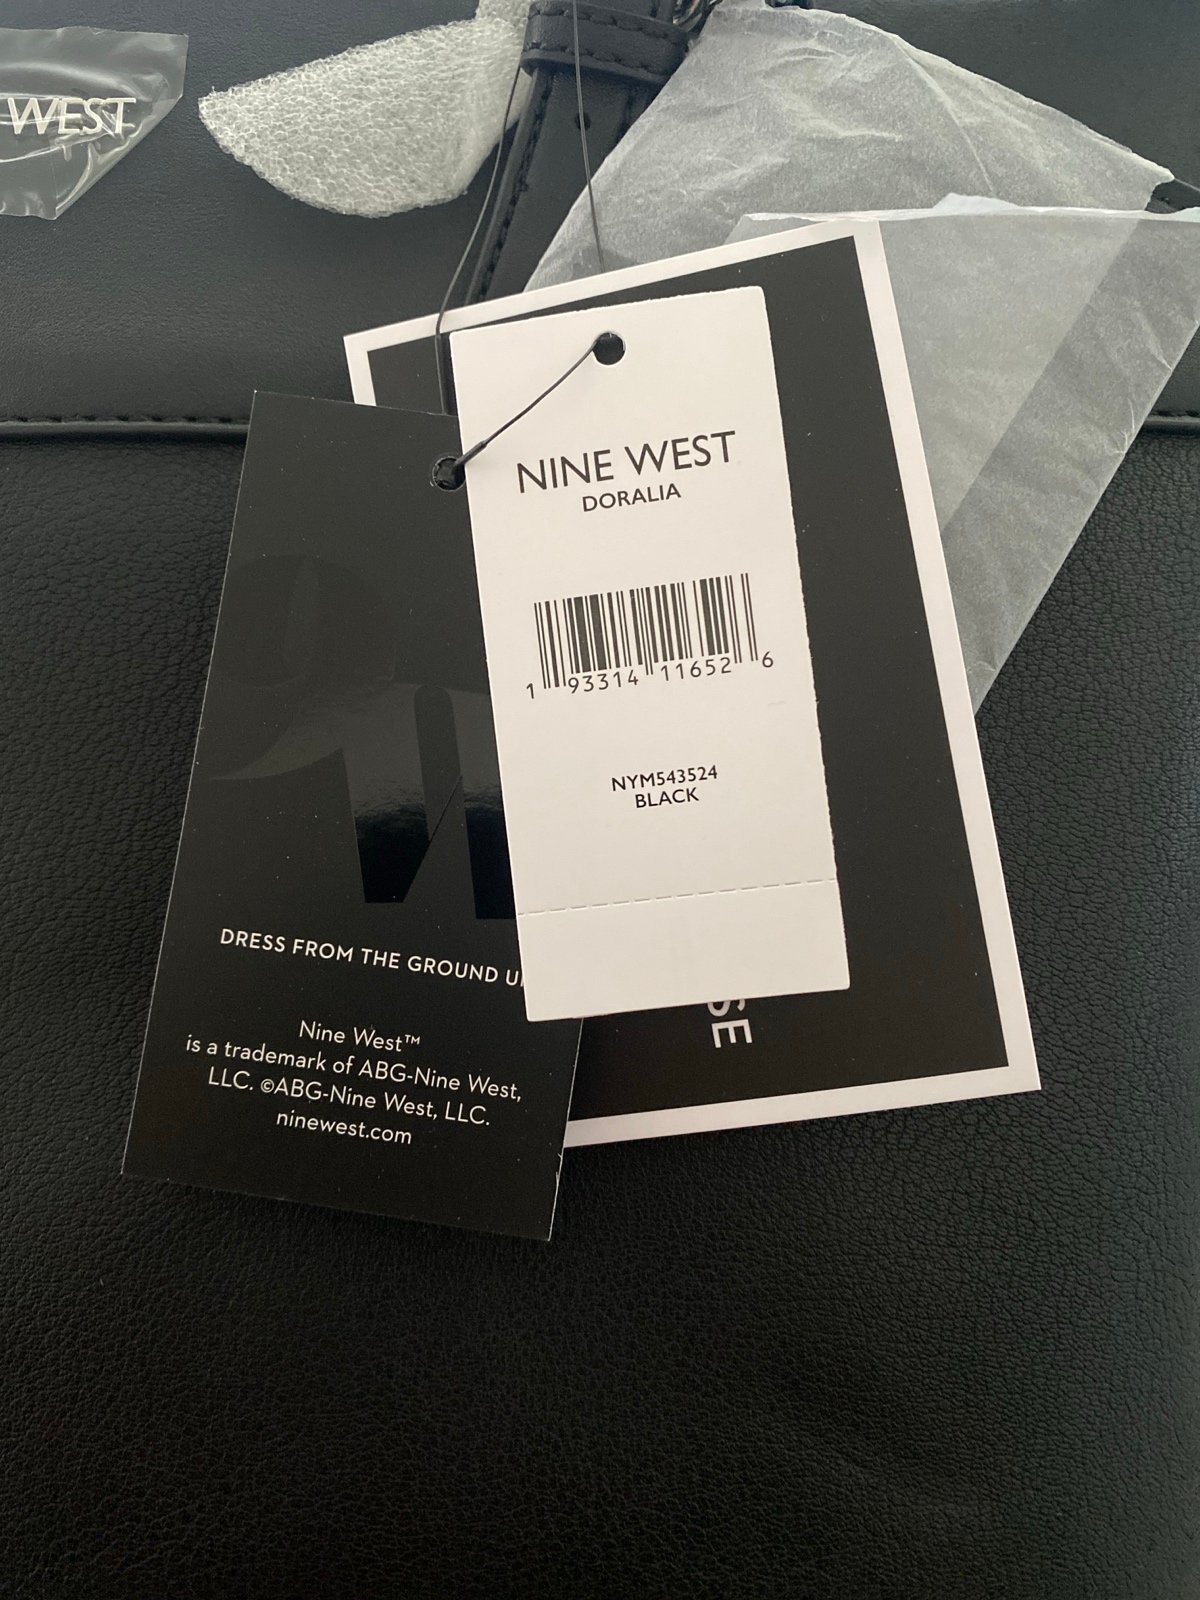 WEST
NINE WEST
DORALIA
1 93314 11652 6
NYM543524
BLACK
DRESS FROM THE GROUND
Nine West™
is a trademark of ABG-Nine West,
LLC. ©ABG-Nine West, LLC.
ninewest.com